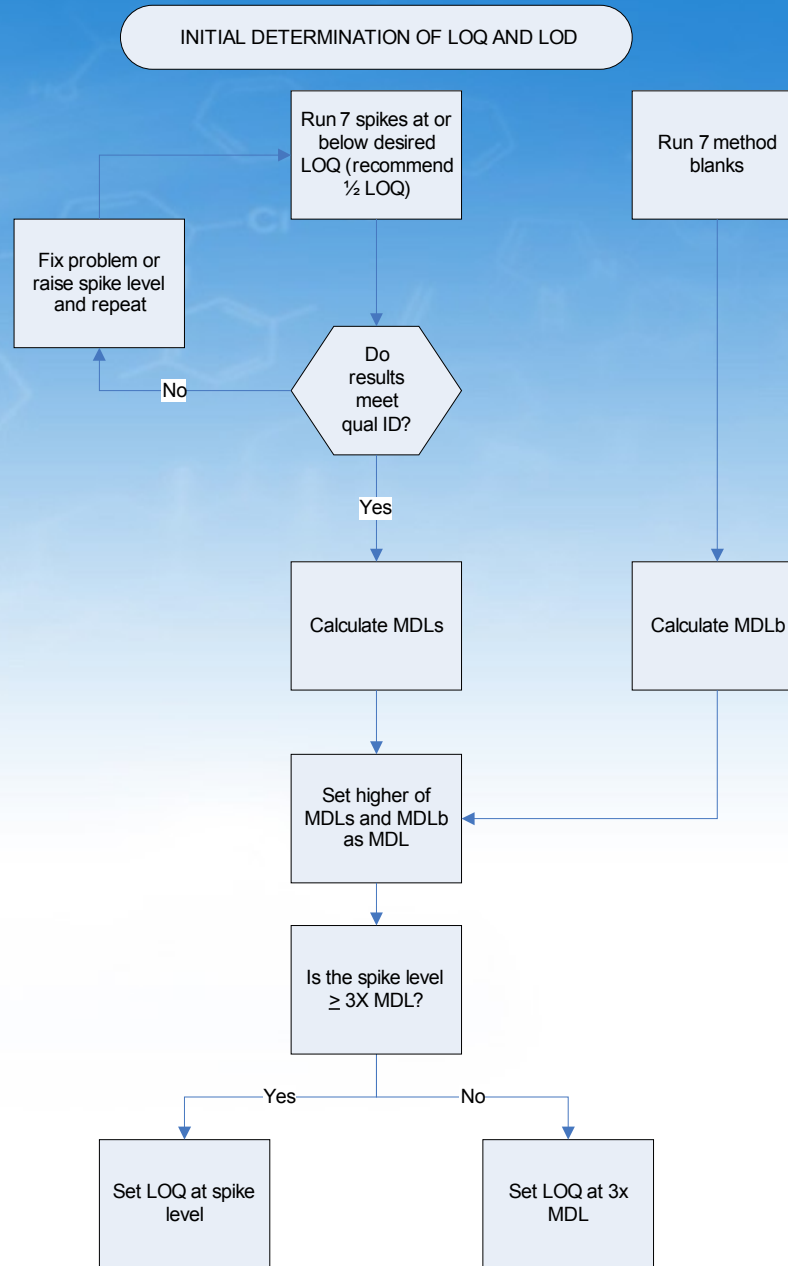 INITIAL DETERMINATION OF LOQ AND LOD
Run 7 spikes at or
below desired
LOQ (recommend
½ LOQ)
Run 7 method
blanks
Fix problem or
raise spike level
and repeat
Do
results
meet
qual ID?
No
Yes
Calculate MDLs
Calculate MDLb
Set higher of
MDLs and MDLb
as MDL
Is the spike level
≥ 3X MDL?
Yes
No
Set LOQ at spike
level
Set LOQ at 3x
MDL